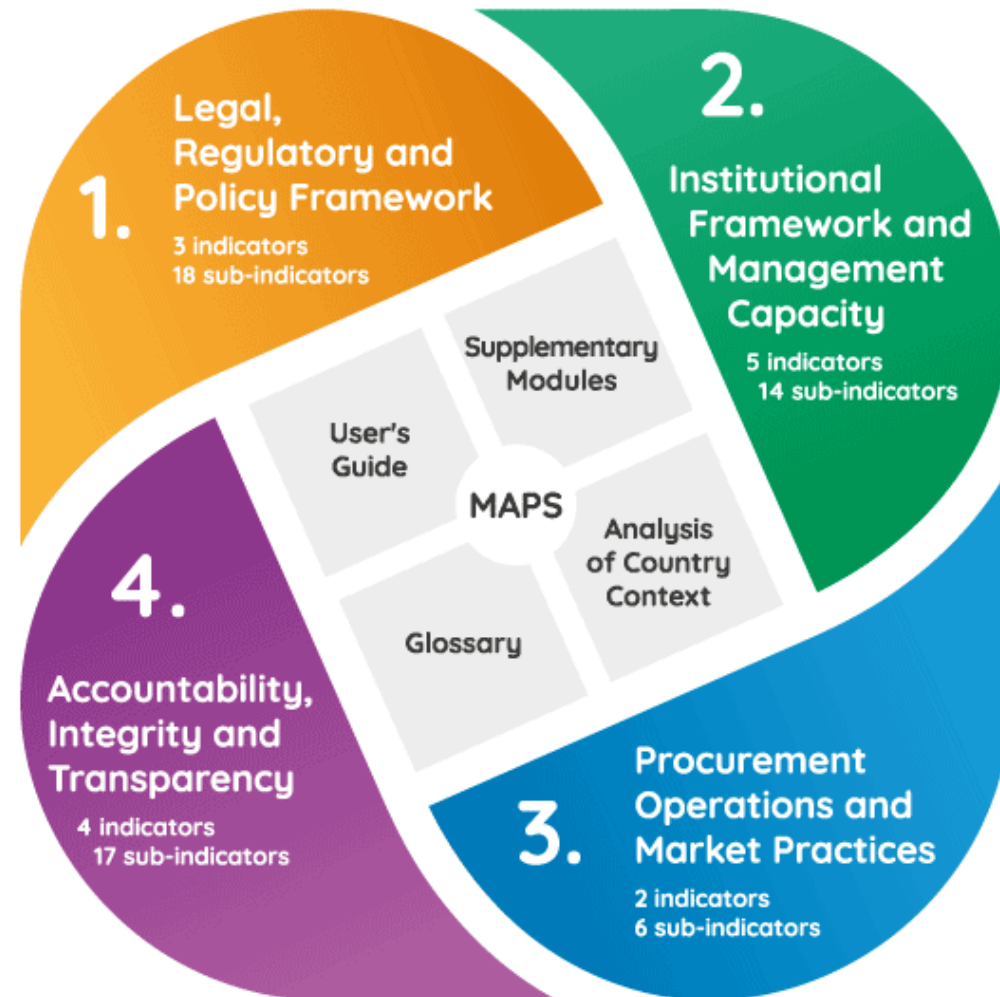 1.
Legal,
Regulatory and
Policy Framework
3 indicators
18 sub-indicators
2.
Institutional
Framework and
Management
Capacity
5 indicators
14 sub-indicators
Supplementary
Modules
User's
Guide
MAPS
Analysis
of Country
Context
Glossary
4.
Accountability,
Integrity and
Transparency
4 indicators
17 sub-indicators
3.
Procurement
Operations and
Market Practices
2 indicators
6 sub-indicators